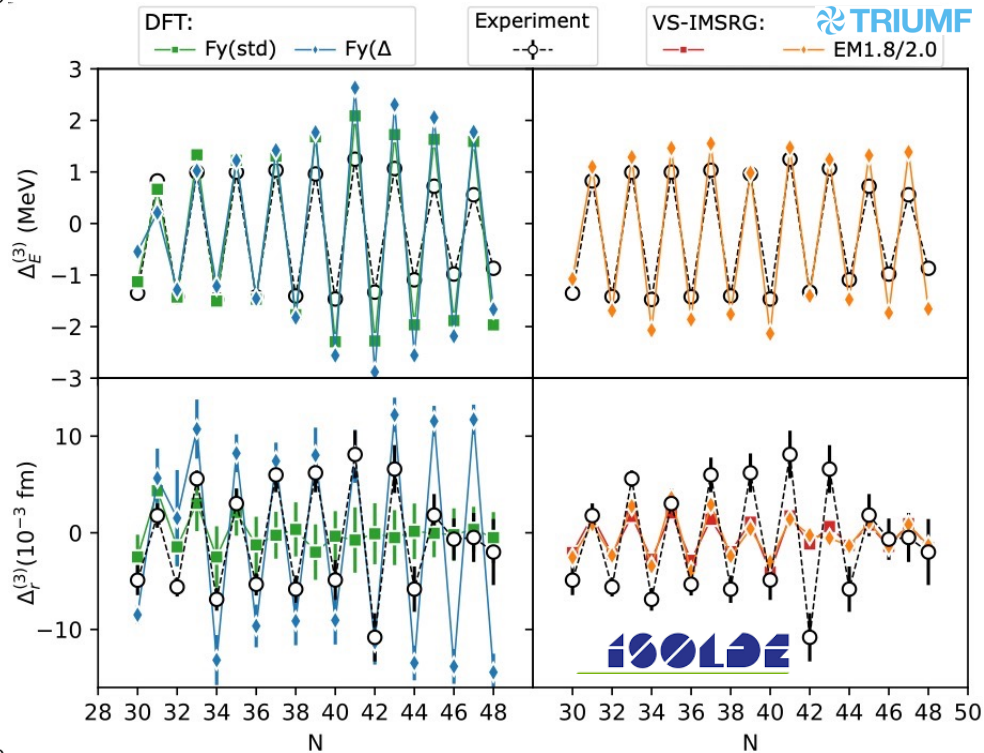 DFT:
Fy(std) Fy(Δ
Experiment
VS-IMSRG:
EM1.8/2.0
TRIUMF
3
2
1
0
−1
−2
−3
Δ_E^(3) (MeV)
10
0
−10
Δ_r^(3)(10^−3 fm)
ISOLDE
28 30 32 34 36 38 40 42 44 46 48
30 32 34 36 38 40 42 44 46 48 50
N
N